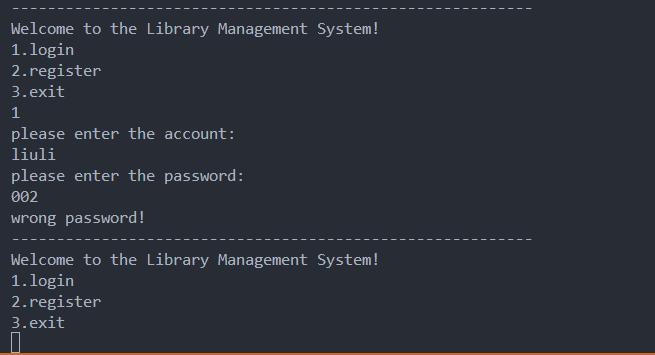 ----------------------------------------------------------
Welcome to the Library Management System!
1.login
2.register
3.exit
1
please enter the account:
liuli
please enter the password:
002
wrong password!
----------------------------------------------------------
Welcome to the Library Management System!
1.login
2.register
3.exit